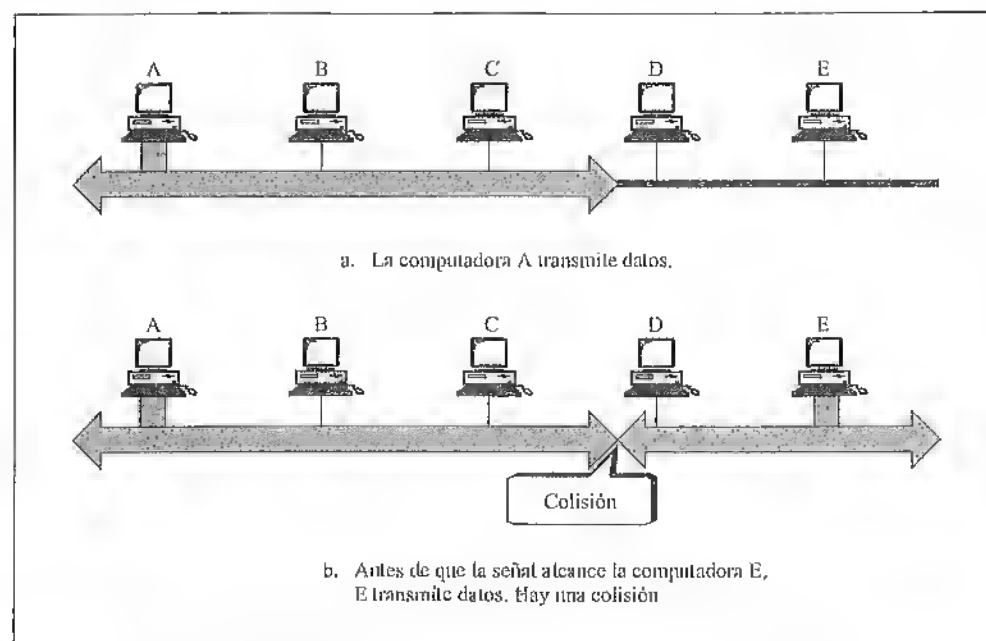 A B C D E
a. La computadora A transmite datos.
A B C D E
Colisión
b. Antes de que la señal alcance la computadora E,
E transmite datos. Hay una colisión